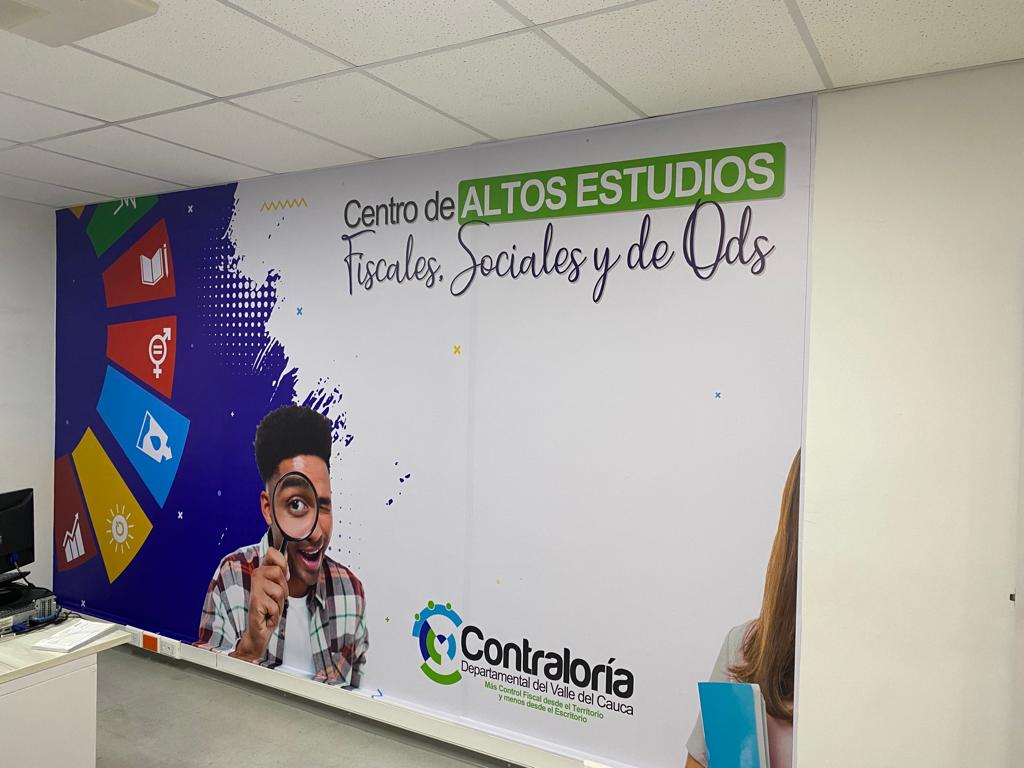 Centro de ALTOS ESTUDIOS
Fiscales, Sociales y de Ods
Contraloría
Departamental del Valle del Cauca
Más Control Fiscal desde el Territorio
y menos desde el Escritorio